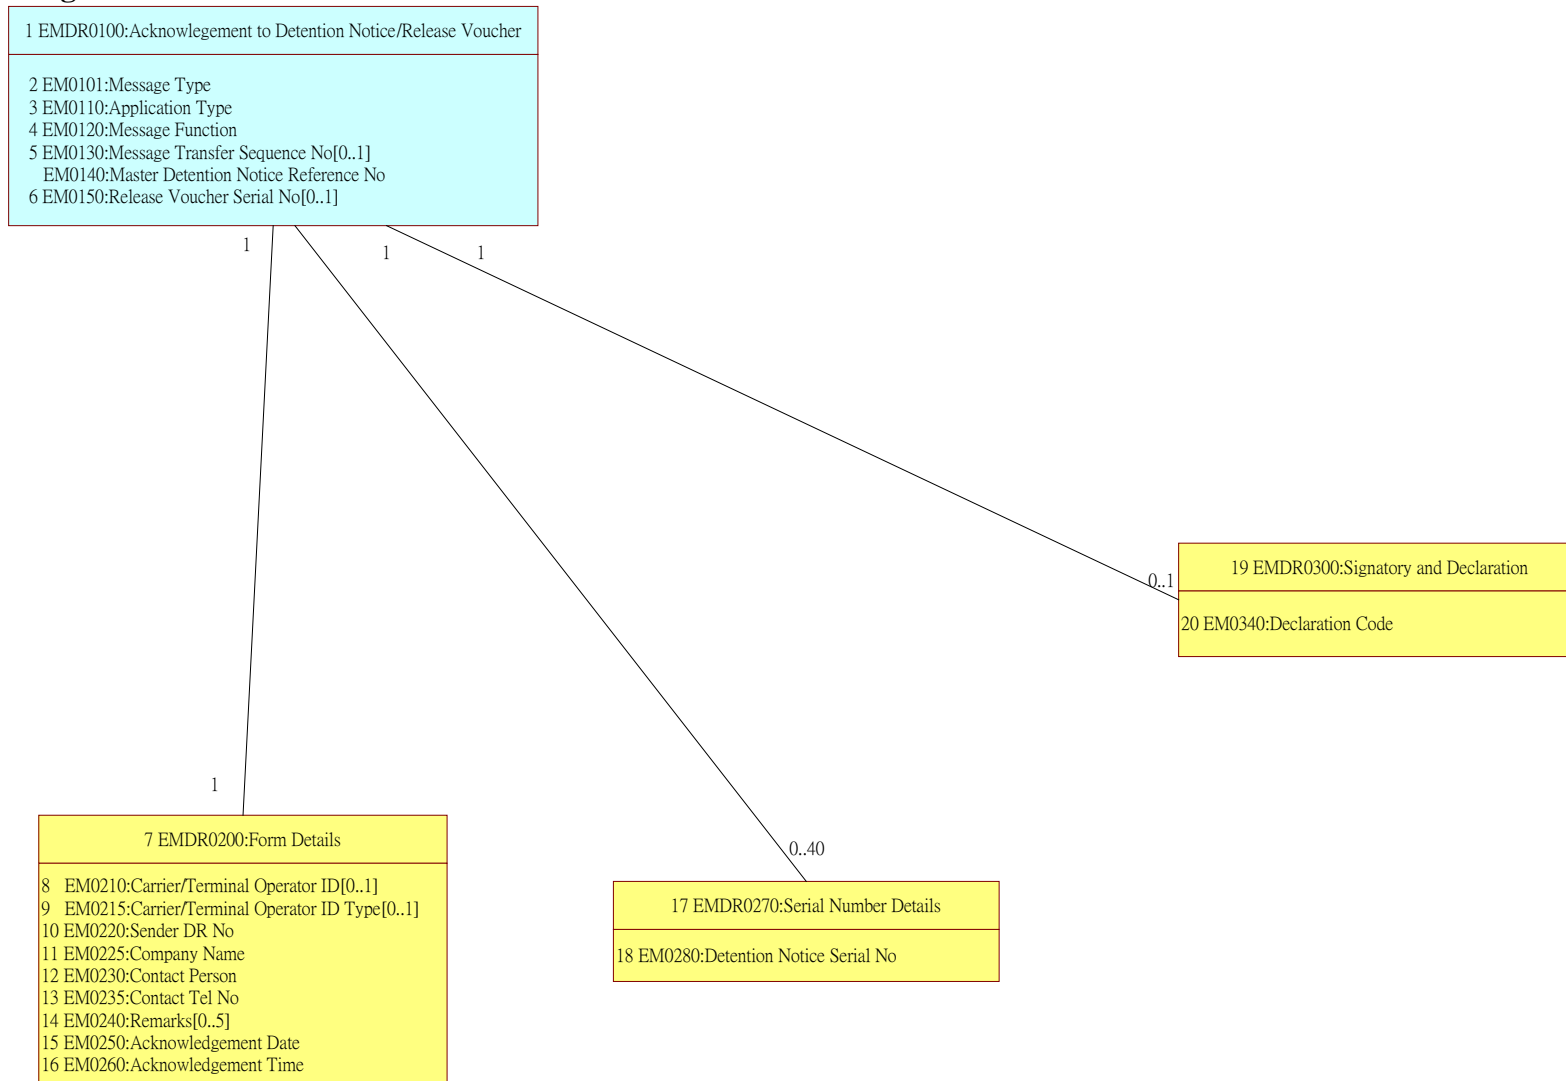 1 EMDR0100:Acknowlegement to Detention Notice/Release Voucher
2 EM0101:Message Type
3 EM0110:Application Type
4 EM0120:Message Function
5 EM0130:Message Transfer Sequence No[0..1]
EM0140:Master Detention Notice Reference No
6 EM0150:Release Voucher Serial No[0..1]
1
1
1
0..1
19 EMDR0300:Signatory and Declaration
20 EM0340:Declaration Code
1
7 EMDR0200:Form Details
8 EM0210:Carrier/Terminal Operator ID[0..1]
9 EM0215:Carrier/Terminal Operator ID Type[0..1]
10 EM0220:Sender DR No
11 EM0225:Company Name
12 EM0230:Contact Person
13 EM0235:Contact Tel No
14 EM0240:Remarks[0..5]
15 EM0250:Acknowledgement Date
16 EM0260:Acknowledgement Time
0..40
17 EMDR0270:Serial Number Details
18 EM0280:Detention Notice Serial No